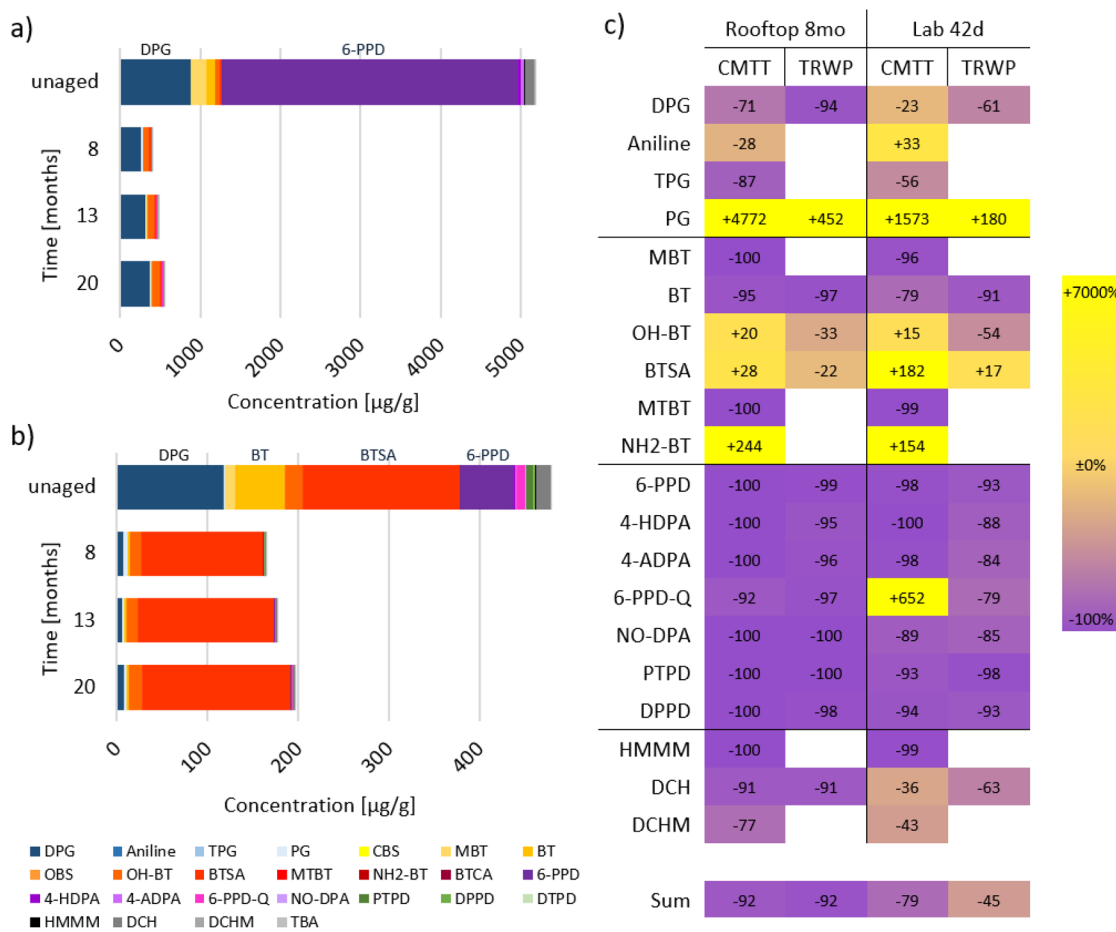 a)
DPG 6-PPD
unaged
8
13
20
Time [months]
0 1000 2000 3000 4000 5000
Concentration [µg/g]
b)
DPG BT BTSA 6-PPD
unaged
8
13
20
Time [months]
0 100 200 300 400
Concentration [µg/g]
DPG Aniline TPG PG CBS MBT BT
OBS OH-BT BTSA MTBT NH2-BT BTCA 6-PPD
4-HDPA 4-ADPA 6-PPD-Q NO-DPA PTPD DPPD DTPD
HMMM DCH DCHM TBA
c)
Rooftop 8mo Lab 42d
CMTT TRWP CMTT TRWP
DPG -71 -94 -23 -61
Aniline -28 +33
TPG -87 -56
PG +4772 +452 +1573 +180
MBT -100 -96
BT -95 -97 -79 -91
OH-BT +20 -33 +15 -54
BTSA +28 -22 +182 +17
MTBT -100 -99
NH2-BT +244 +154
6-PPD -100 -99 -98 -93
4-HDPA -100 -95 -100 -88
4-ADPA -100 -96 -98 -84
6-PPD-Q -92 -97 +652 -79
NO-DPA -100 -100 -89 -85
PTPD -100 -100 -93 -98
DPPD -100 -98 -94 -93
HMMM -100 -99
DCH -91 -91 -36 -63
DCHM -77 -43
Sum -92 -92 -79 -45
+7000%
±0%
-100%